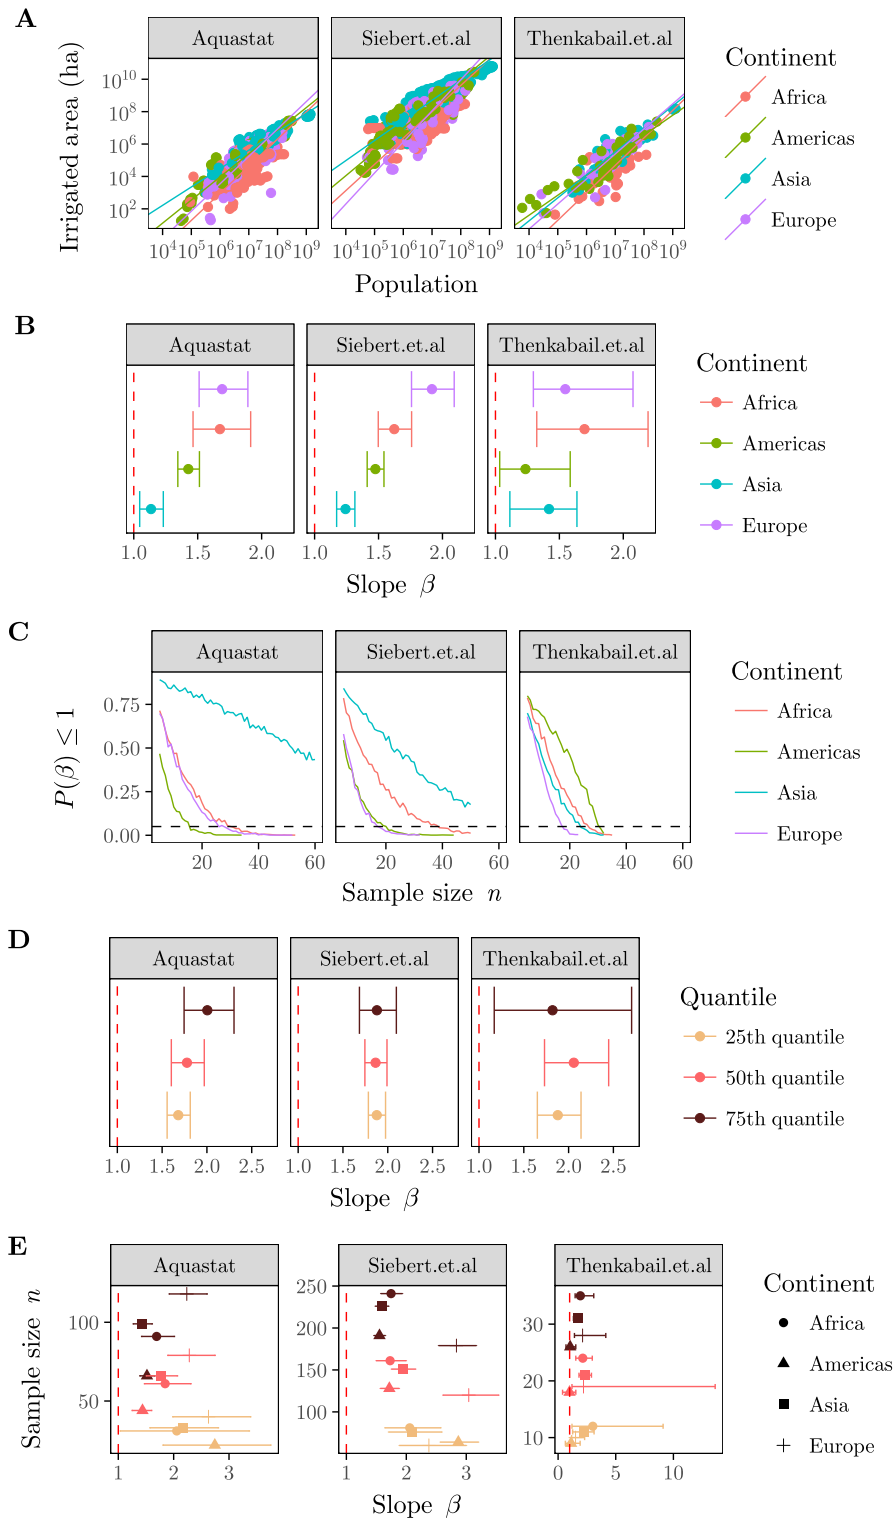 A
Aquastat
Siebert.et.al
Thenkabail.et.al
Irrigated area (ha)
10^10
10^8
10^6
10^4
10^2
10^4 10^5 10^6 10^7 10^8 10^9
10^4 10^5 10^6 10^7 10^8 10^9
10^4 10^5 10^6 10^7 10^8 10^9
Population
Continent
Africa
Americas
Asia
Europe
B
Aquastat
Siebert.et.al
Thenkabail.et.al
1.0 1.5 2.0
1.0 1.5 2.0
1.0 1.5 2.0
Slope β
Continent
Africa
Americas
Asia
Europe
C
Aquastat
Siebert.et.al
Thenkabail.et.al
P(β) ≤ 1
0.75
0.50
0.25
0.00
20 40 60
20 40 60
20 40 60
Sample size n
Continent
Africa
Americas
Asia
Europe
D
Aquastat
Siebert.et.al
Thenkabail.et.al
1.0 1.5 2.0 2.5
1.0 1.5 2.0 2.5
1.0 1.5 2.0 2.5
Slope β
Quantile
25th quantile
50th quantile
75th quantile
E
Aquastat
Siebert.et.al
Thenkabail.et.al
Sample size n
100
50
250
200
150
100
30
20
10
1 2 3
1 2 3
0 5 10
Slope β
Continent
Africa
Americas
Asia
Europe